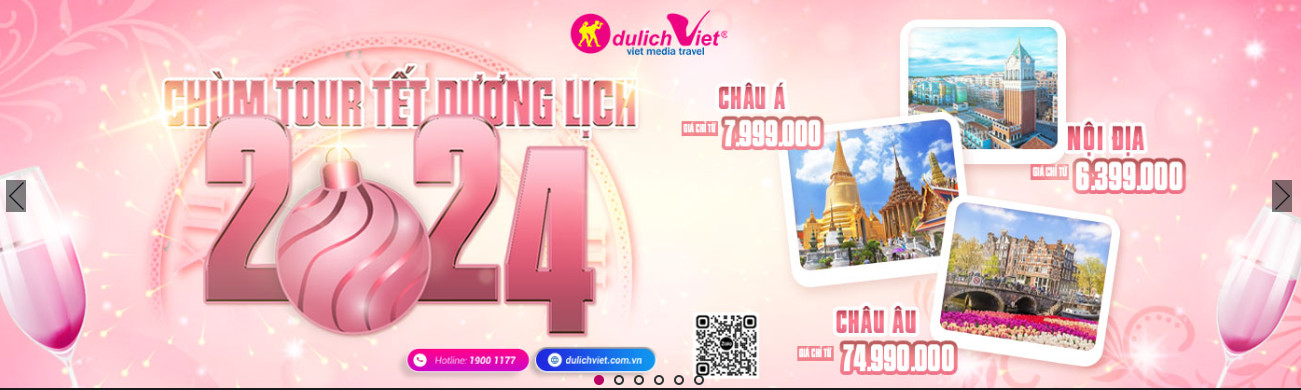 dulichViet®
viet media travel
CHÙM TOUR TẾT DƯƠNG LỊCH
2024
CHÂU Á
GIÁ CHỈ TỪ 7.999.000
NỘI ĐỊA
GIÁ CHỈ TỪ 6.399.000
CHÂU ÂU
GIÁ CHỈ TỪ 74.990.000
Hotline: 1900 1177
dulichviet.com.vn
Zalo